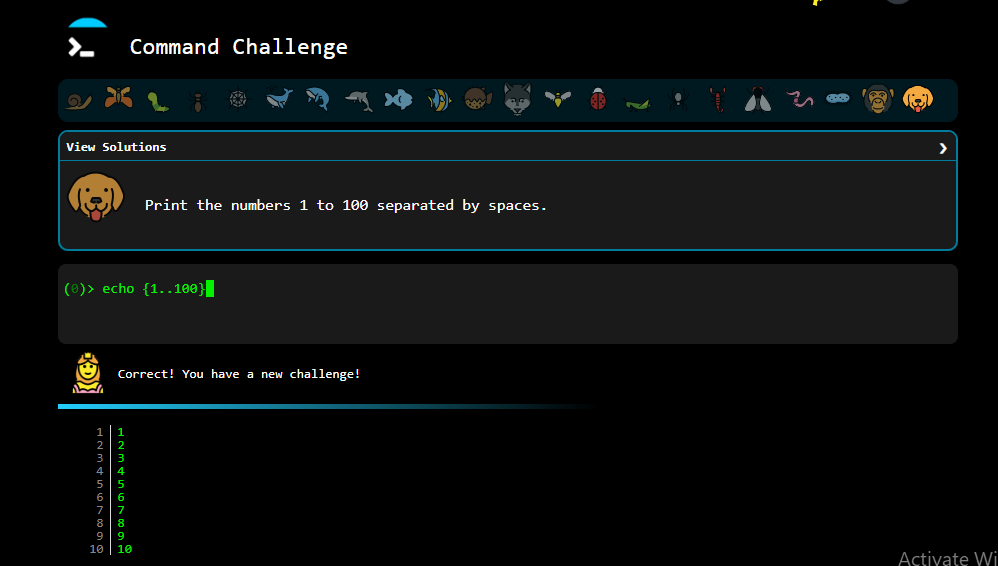 Command Challenge
View Solutions
Print the numbers 1 to 100 separated by spaces.
(0)> echo {1..100}
Correct! You have a new challenge!
1 1
2 2
3 3
4 4
5 5
6 6
7 7
8 8
9 9
10 10
Activate Wi